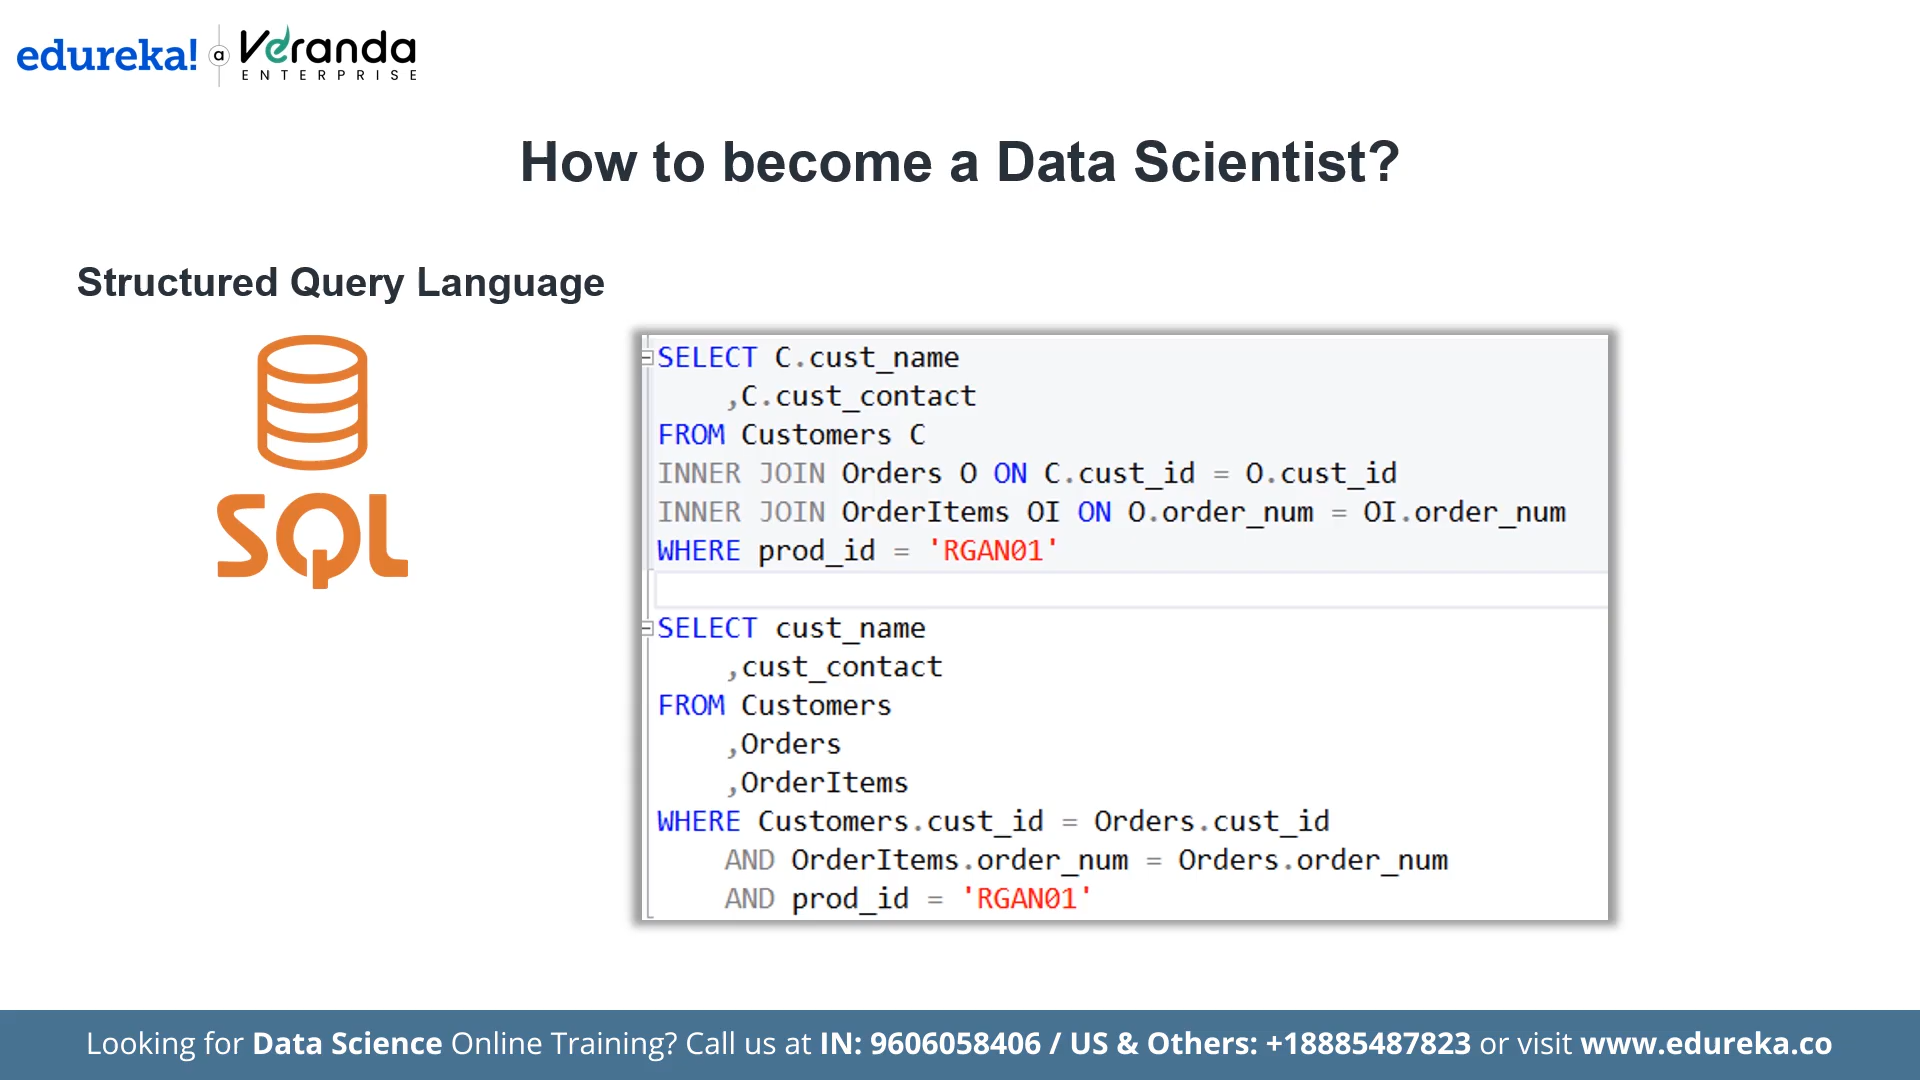 edureka! a Veranda
ENTERPRISE
How to become a Data Scientist?
Structured Query Language
SQL
SELECT C.cust_name
,C.cust_contact
FROM Customers C
INNER JOIN Orders O ON C.cust_id = O.cust_id
INNER JOIN OrderItems OI ON O.order_num = OI.order_num
WHERE prod_id = 'RGAN01'
SELECT cust_name
,cust_contact
FROM Customers
,Orders
,OrderItems
WHERE Customers.cust_id = Orders.cust_id
AND OrderItems.order_num = Orders.order_num
AND prod_id = 'RGAN01'
Looking for Data Science Online Training? Call us at IN: 9606058406 / US & Others: +18885487823 or visit www.edureka.co